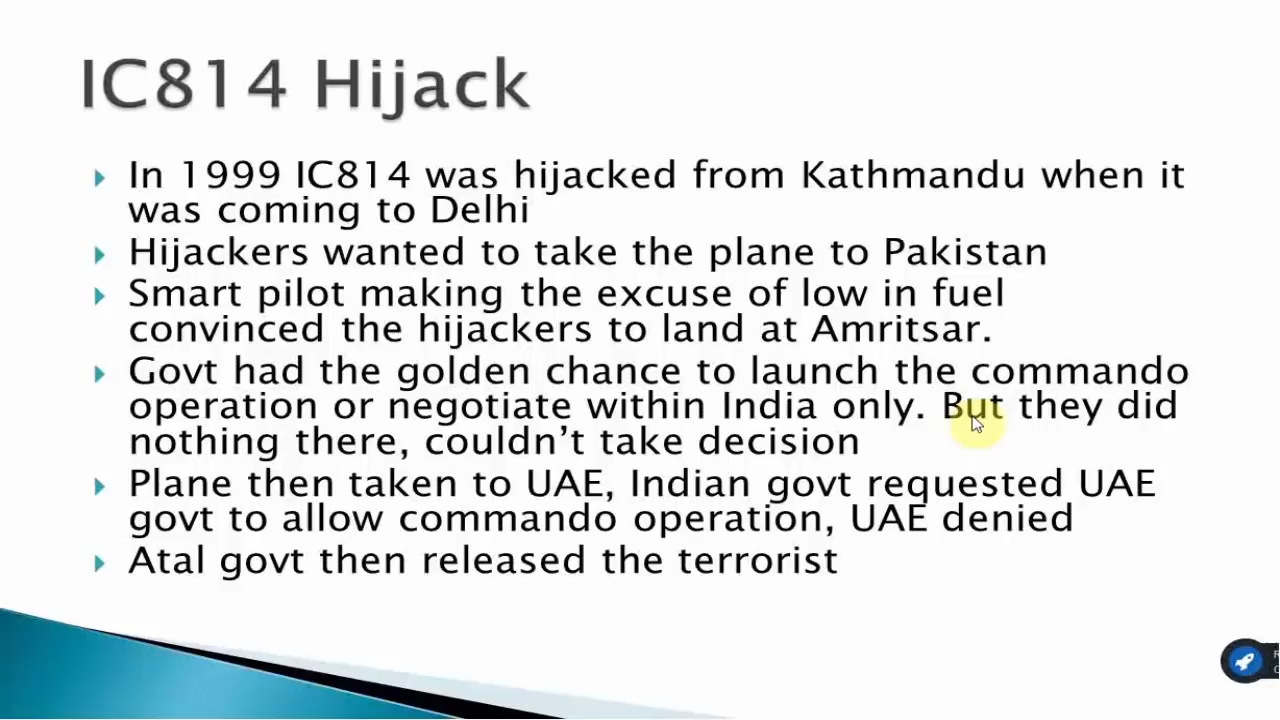 IC814 Hijack
In 1999 IC814 was hijacked from Kathmandu when it
was coming to Delhi
Hijackers wanted to take the plane to Pakistan
Smart pilot making the excuse of low in fuel
convinced the hijackers to land at Amritsar.
Govt had the golden chance to launch the commando
operation or negotiate within India only. But they did
nothing there, couldn’t take decision
Plane then taken to UAE, Indian govt requested UAE
govt to allow commando operation, UAE denied
Atal govt then released the terrorist